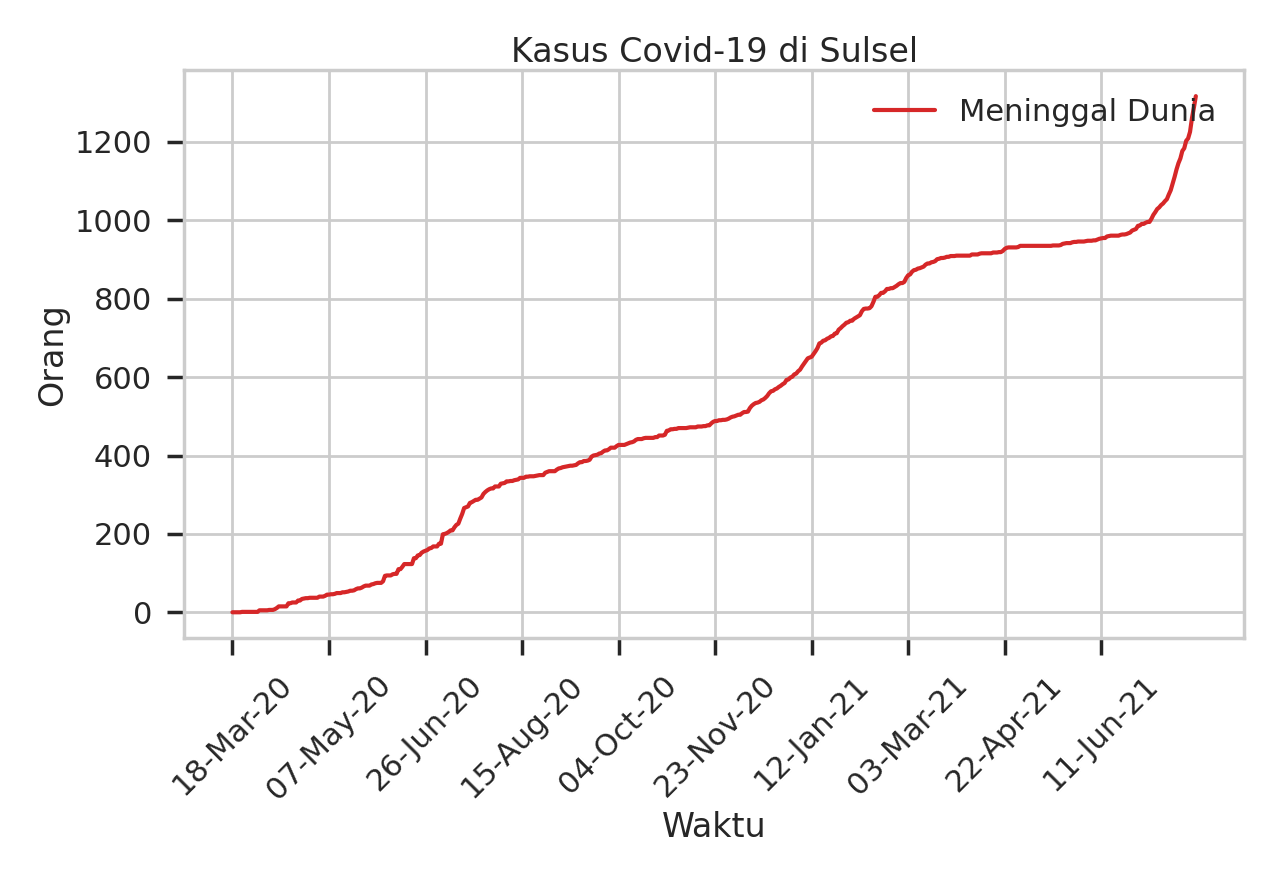 Kasus Covid-19 di Sulsel
Meninggal Dunia
1200
1000
800
600
400
200
0
Orang
18-Mar-20
07-May-20
26-Jun-20
15-Aug-20
04-Oct-20
23-Nov-20
12-Jan-21
03-Mar-21
22-Apr-21
11-Jun-21
Waktu